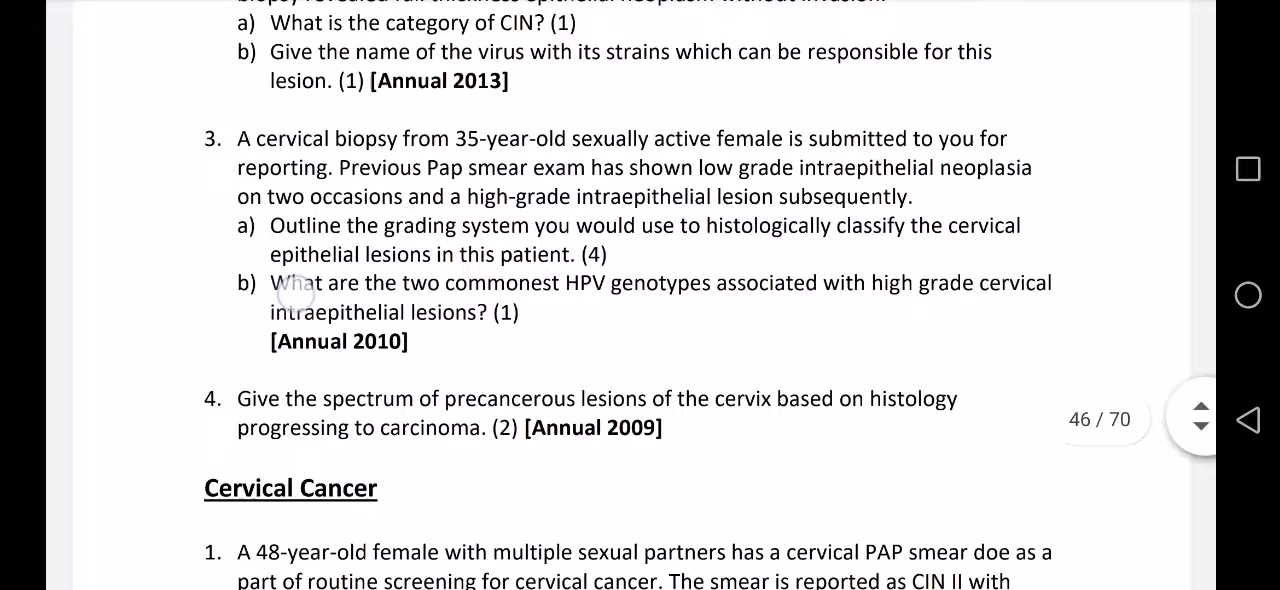 a) What is the category of CIN? (1)
b) Give the name of the virus with its strains which can be responsible for this
lesion. (1) [Annual 2013]
3. A cervical biopsy from 35-year-old sexually active female is submitted to you for
reporting. Previous Pap smear exam has shown low grade intraepithelial neoplasia
on two occasions and a high-grade intraepithelial lesion subsequently.
a) Outline the grading system you would use to histologically classify the cervical
epithelial lesions in this patient. (4)
b) What are the two commonest HPV genotypes associated with high grade cervical
intraepithelial lesions? (1)
[Annual 2010]
4. Give the spectrum of precancerous lesions of the cervix based on histology
progressing to carcinoma. (2) [Annual 2009]
46 / 70
Cervical Cancer
1. A 48-year-old female with multiple sexual partners has a cervical PAP smear doe as a
part of routine screening for cervical cancer. The smear is reported as CIN II with